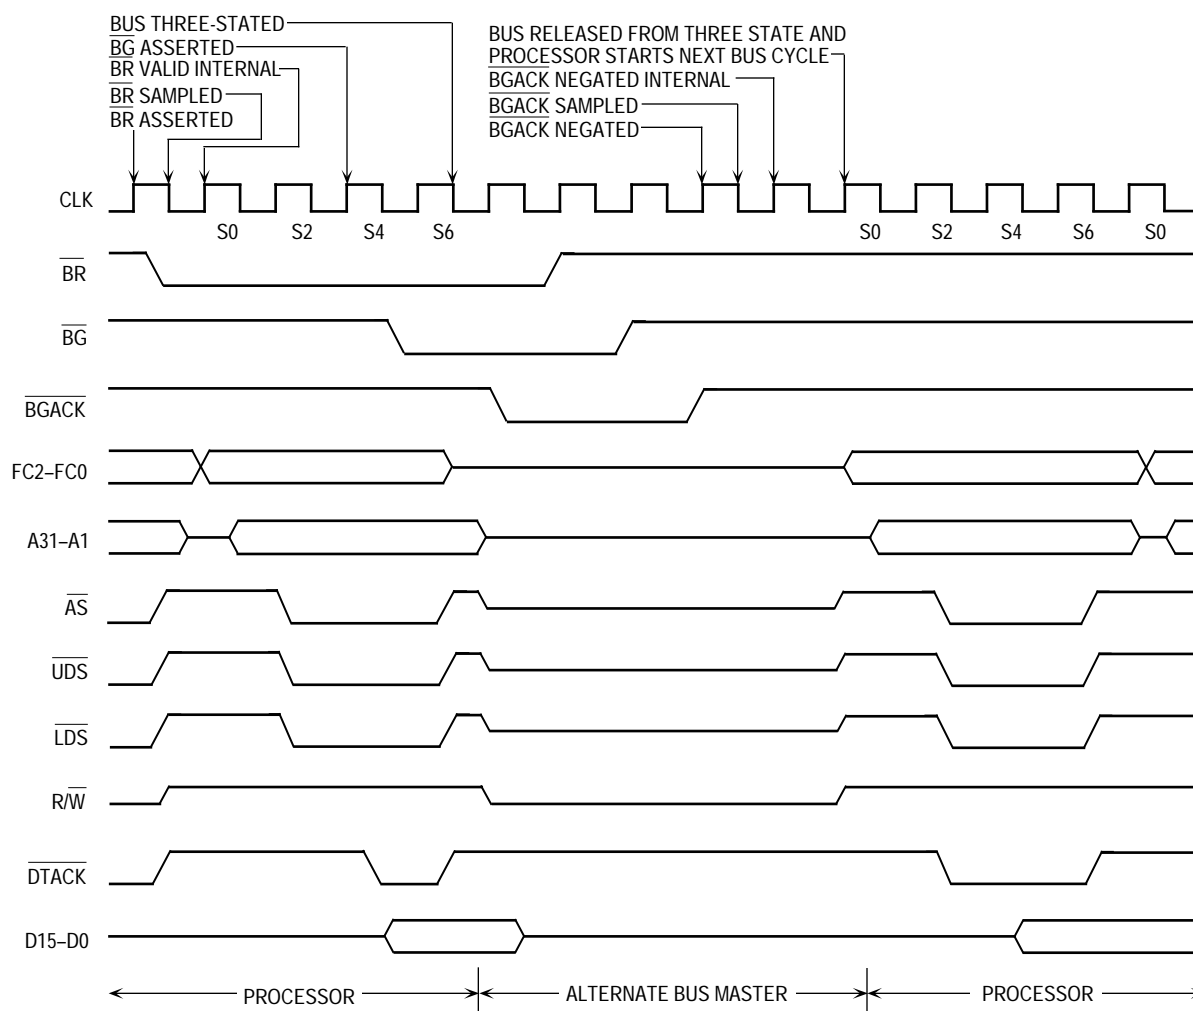 BUS THREE-STATED
BG ASSERTED
BR VALID INTERNAL
BR SAMPLED
BR ASSERTED
BUS RELEASED FROM THREE STATE AND
PROCESSOR STARTS NEXT BUS CYCLE
BGACK NEGATED INTERNAL
BGACK SAMPLED
BGACK NEGATED
CLK
S0 S2 S4 S6 S0 S2 S4 S6 S0
BR
BG
BGACK
FC2–FC0
A31–A1
AS
UDS
LDS
R/W
DTACK
D15–D0
PROCESSOR ALTERNATE BUS MASTER PROCESSOR